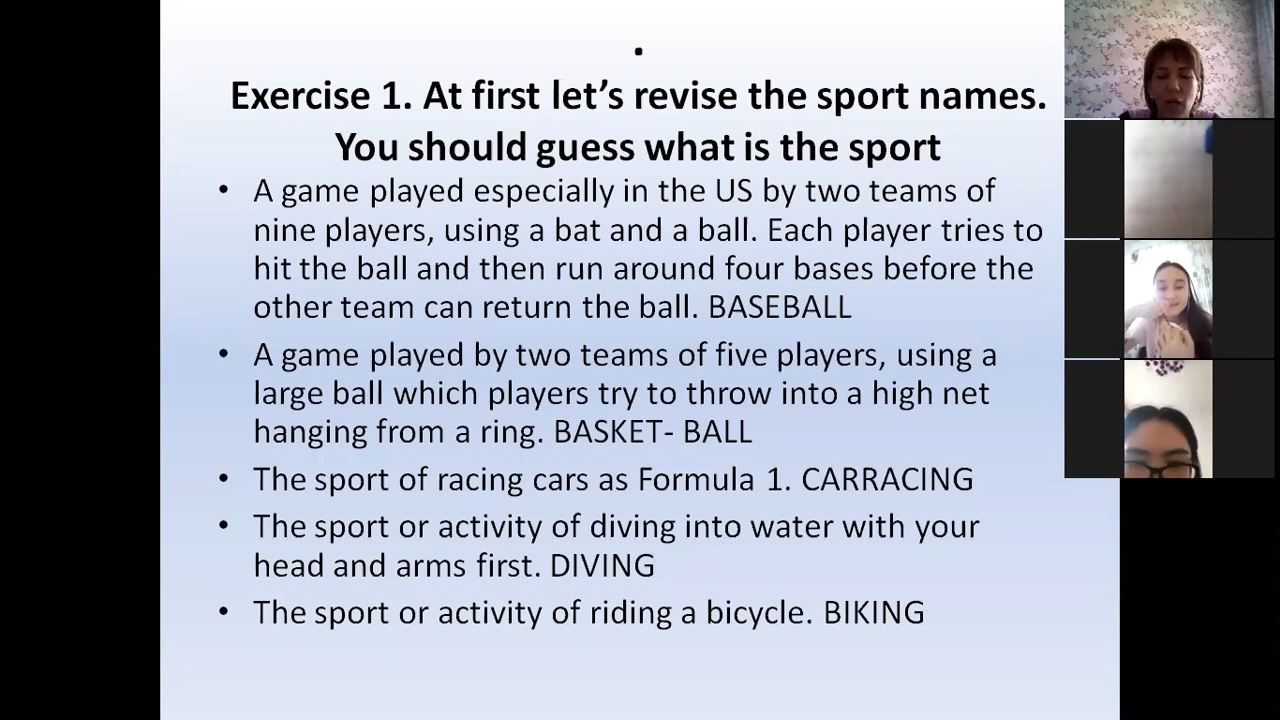 .
Exercise 1. At first let’s revise the sport names.
You should guess what is the sport
• A game played especially in the US by two teams of
nine players, using a bat and a ball. Each player tries to
hit the ball and then run around four bases before the
other team can return the ball. BASEBALL
• A game played by two teams of five players, using a
large ball which players try to throw into a high net
hanging from a ring. BASKET- BALL
• The sport of racing cars as Formula 1. CARRACING
• The sport or activity of diving into water with your
head and arms first. DIVING
• The sport or activity of riding a bicycle. BIKING